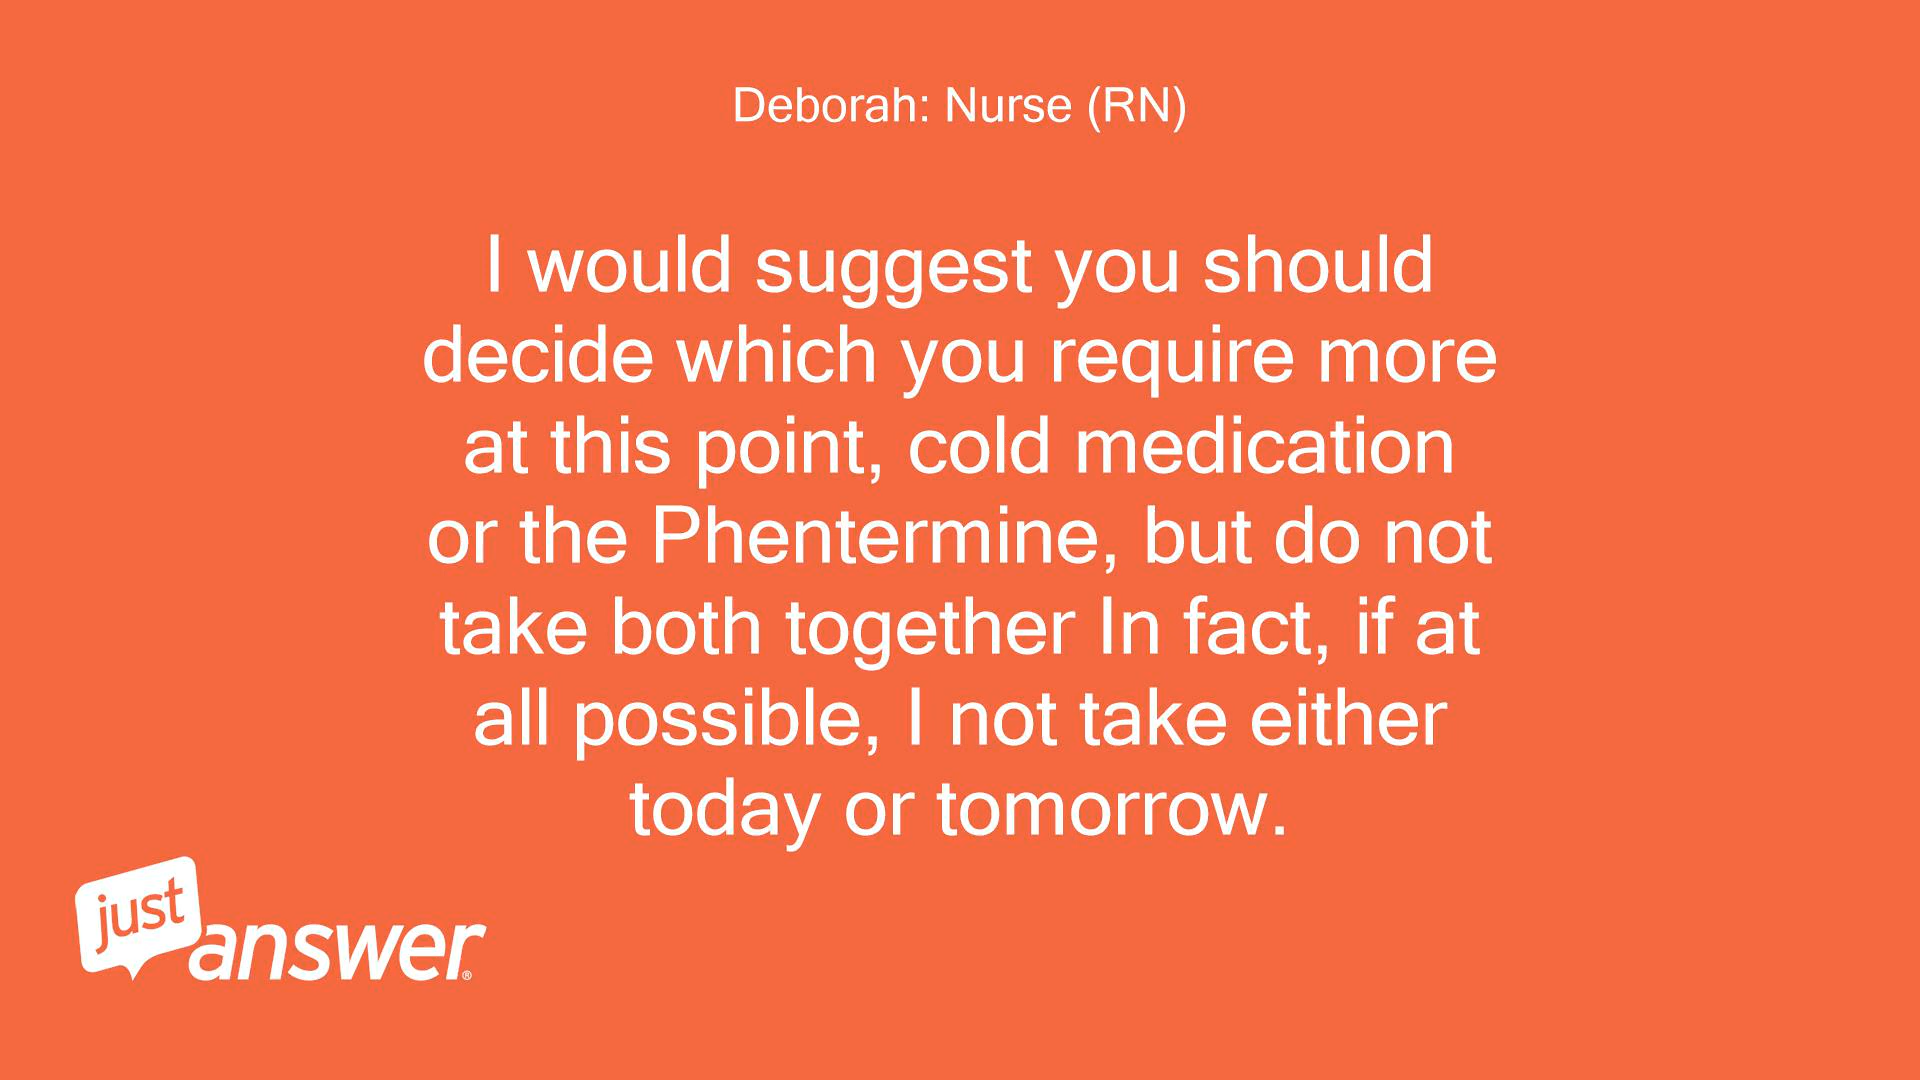 Deborah: Nurse (RN)
I would suggest you should
decide which you require more
at this point, cold medication
or the Phentermine, but do not
take both together In fact, if at
all possible, I not take either
today or tomorrow.
just
answer®